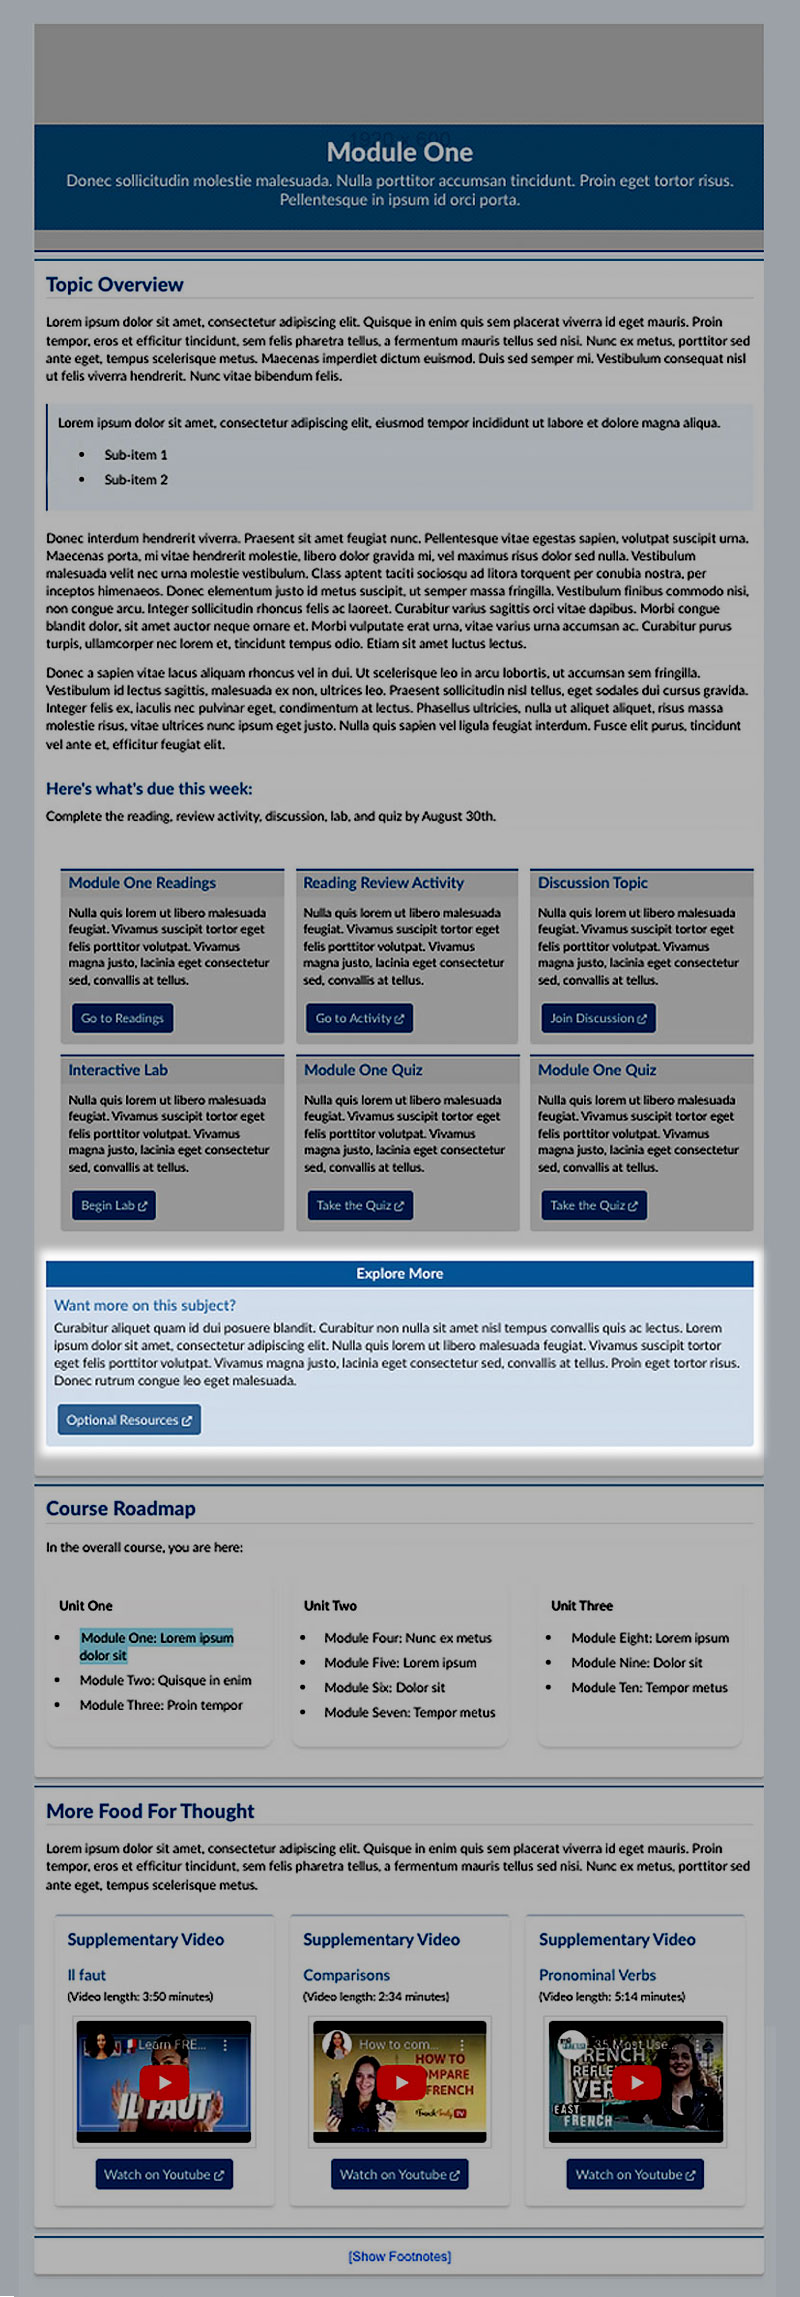 1920 x 600
Module One
Donec sollicitudin molestie malesuada. Nulla porttitor accumsan tincidunt. Proin eget tortor risus.
Pellentesque in ipsum id orci porta.
Topic Overview
Lorem ipsum dolor sit amet, consectetur adipiscing elit. Quisque in enim quis sem placerat viverra id eget mauris. Proin
tempor, eros et efficitur tincidunt, sem felis pharetra tellus, a fermentum mauris tellus sed nisi. Nunc ex metus, porttitor sed
ante eget, tempus scelerisque metus. Maecenas imperdiet dictum euismod. Duis sed semper mi. Vestibulum consequat nisl
ut felis viverra hendrerit. Nunc vitae bibendum felis.
Lorem ipsum dolor sit amet, consectetur adipiscing elit, eiusmod tempor incididunt ut labore et dolore magna aliqua.
• Sub-item 1
• Sub-item 2
Donec interdum hendrerit viverra. Praesent sit amet feugiat nunc. Pellentesque vitae egestas sapien, volutpat suscipit urna.
Maecenas porta, mi vitae hendrerit molestie, libero dolor gravida mi, vel maximus risus dolor sed nulla. Vestibulum
malesuada velit nec urna molestie vestibulum. Class aptent taciti sociosqu ad litora torquent per conubia nostra, per
inceptos himenaeos. Donec elementum justo id metus suscipit, ut semper massa fringilla. Vestibulum finibus commodo nisi,
non congue arcu. Integer sollicitudin rhoncus felis ac laoreet. Curabitur varius sagittis orci vitae dapibus. Morbi congue
blandit dolor, sit amet auctor neque ornare et. Morbi vulputate erat urna, vitae varius urna accumsan ac. Curabitur purus
turpis, ullamcorper nec lorem et, tincidunt tempus odio. Etiam sit amet luctus lectus.
Donec a sapien vitae lacus aliquam rhoncus vel in dui. Ut scelerisque leo in arcu lobortis, ut accumsan sem fringilla.
Vestibulum id lectus sagittis, malesuada ex non, ultrices leo. Praesent sollicitudin nisl tellus, eget sodales dui cursus gravida.
Integer felis ex, iaculis nec pulvinar eget, condimentum at lectus. Phasellus ultricies, nulla ut aliquet aliquet, risus massa
molestie risus, vitae ultrices nunc ipsum eget justo. Nulla quis sapien vel ligula feugiat interdum. Fusce elit purus, tincidunt
vel ante et, efficitur feugiat elit.
Here's what's due this week:
Complete the reading, review activity, discussion, lab, and quiz by August 30th.
Module One Readings
Nulla quis lorem ut libero malesuada
feugiat. Vivamus suscipit tortor eget
felis porttitor volutpat. Vivamus
magna justo, lacinia eget consectetur
sed, convallis at tellus.
Go to Readings
Reading Review Activity
Nulla quis lorem ut libero malesuada
feugiat. Vivamus suscipit tortor eget
felis porttitor volutpat. Vivamus
magna justo, lacinia eget consectetur
sed, convallis at tellus.
Go to Activity
Discussion Topic
Nulla quis lorem ut libero malesuada
feugiat. Vivamus suscipit tortor eget
felis porttitor volutpat. Vivamus
magna justo, lacinia eget consectetur
sed, convallis at tellus.
Join Discussion
Interactive Lab
Nulla quis lorem ut libero malesuada
feugiat. Vivamus suscipit tortor eget
felis porttitor volutpat. Vivamus
magna justo, lacinia eget consectetur
sed, convallis at tellus.
Begin Lab
Module One Quiz
Nulla quis lorem ut libero malesuada
feugiat. Vivamus suscipit tortor eget
felis porttitor volutpat. Vivamus
magna justo, lacinia eget consectetur
sed, convallis at tellus.
Take the Quiz
Module One Quiz
Nulla quis lorem ut libero malesuada
feugiat. Vivamus suscipit tortor eget
felis porttitor volutpat. Vivamus
magna justo, lacinia eget consectetur
sed, convallis at tellus.
Take the Quiz
Explore More
Want more on this subject?
Curabitur aliquet quam id dui posuere blandit. Curabitur non nulla sit amet nisl tempus convallis quis ac lectus. Lorem
ipsum dolor sit amet, consectetur adipiscing elit. Nulla quis lorem ut libero malesuada feugiat. Vivamus suscipit tortor
eget felis porttitor volutpat. Vivamus magna justo, lacinia eget consectetur sed, convallis at tellus. Proin eget tortor risus.
Donec rutrum congue leo eget malesuada.
Optional Resources
Course Roadmap
In the overall course, you are here:
Unit One
• Module One: Lorem ipsum
dolor sit
• Module Two: Quisque in enim
• Module Three: Proin tempor
Unit Two
• Module Four: Nunc ex metus
• Module Five: Lorem ipsum
• Module Six: Dolor sit
• Module Seven: Tempor metus
Unit Three
• Module Eight: Lorem ipsum
• Module Nine: Dolor sit
• Module Ten: Tempor metus
More Food For Thought
Lorem ipsum dolor sit amet, consectetur adipiscing elit. Quisque in enim quis sem placerat viverra id eget mauris. Proin
tempor, eros et efficitur tincidunt, sem felis pharetra tellus, a fermentum mauris tellus sed nisi. Nunc ex metus, porttitor sed
ante eget, tempus scelerisque metus.
Supplementary Video
Il faut
(Video length: 3:50 minutes)
Learn FRE...
IL FAUT
Watch on Youtube
Supplementary Video
Comparisons
(Video length: 2:34 minutes)
How to com...
HOW TO
COMPARE
FRENCH
Watch on Youtube
Supplementary Video
Pronominal Verbs
(Video length: 5:14 minutes)
35 Most Use...
FRENCH
REFLE
VER
EAST
FRENCH
Watch on Youtube
[Show Footnotes]